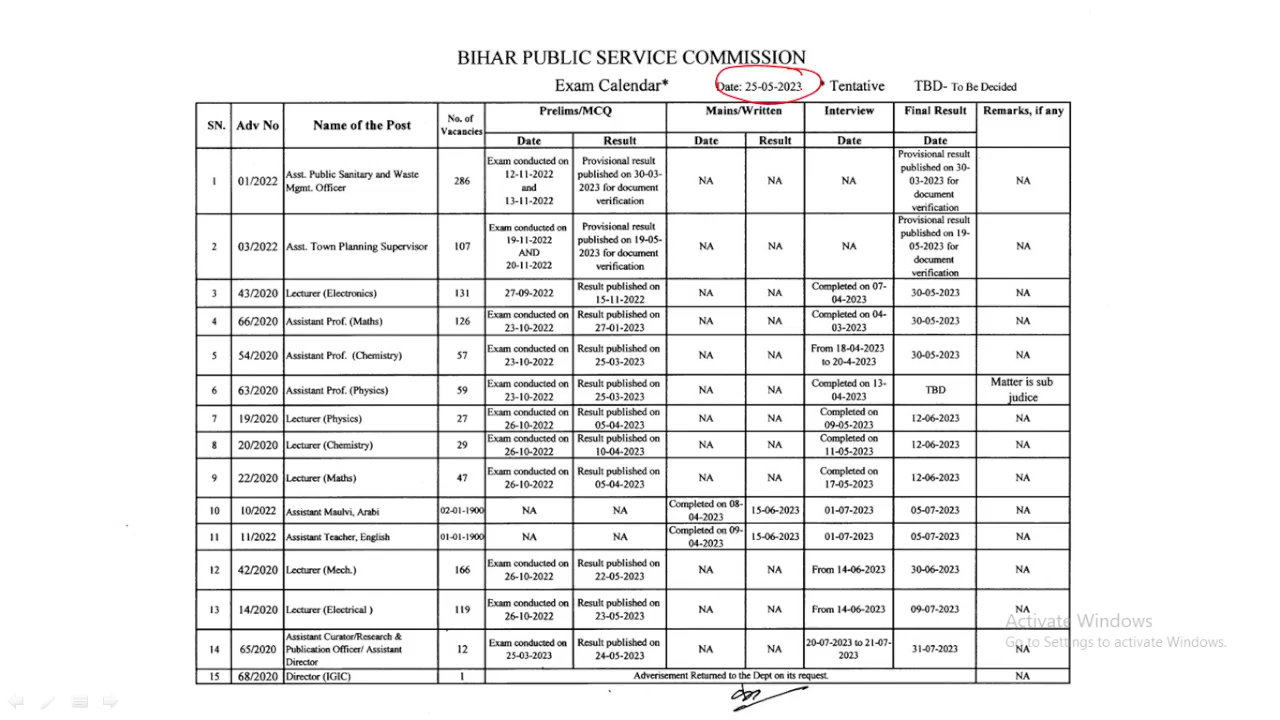 BIHAR PUBLIC SERVICE COMMISSION
Exam Calendar* Date: 25-05-2023 * Tentative TBD- To Be Decided
SN. Adv No Name of the Post No. of Vacancies Prelims/MCQ Mains/Written Interview Final Result Remarks, if any
Date Result Date Result Date Date
1 01/2022 Asst. Public Sanitary and Waste Mgmt. Officer 286 Exam conducted on 12-11-2022 and 13-11-2022 Provisional result published on 30-03-2023 for document verification NA NA NA Provisional result published on 30-03-2023 for document verification NA
2 03/2022 Asst. Town Planning Supervisor 107 Exam conducted on 19-11-2022 AND 20-11-2022 Provisional result published on 19-05-2023 for document verification NA NA NA Provisional result published on 19-05-2023 for document verification NA
3 43/2020 Lecturer (Electronics) 131 27-09-2022 Result published on 15-11-2022 NA NA Completed on 07-04-2023 30-05-2023 NA
4 66/2020 Assistant Prof. (Maths) 126 Exam conducted on 23-10-2022 Result published on 27-01-2023 NA NA Completed on 04-03-2023 30-05-2023 NA
5 54/2020 Assistant Prof. (Chemistry) 57 Exam conducted on 23-10-2022 Result published on 25-03-2023 NA NA From 18-04-2023 to 20-4-2023 30-05-2023 NA
6 63/2020 Assistant Prof. (Physics) 59 Exam conducted on 23-10-2022 Result published on 25-03-2023 NA NA Completed on 13-04-2023 TBD Matter is sub judice
7 19/2020 Lecturer (Physics) 27 Exam conducted on 26-10-2022 Result published on 05-04-2023 NA NA Completed on 09-05-2023 12-06-2023 NA
8 20/2020 Lecturer (Chemistry) 29 Exam conducted on 26-10-2022 Result published on 10-04-2023 NA NA Completed on 11-05-2023 12-06-2023 NA
9 22/2020 Lecturer (Maths) 47 Exam conducted on 26-10-2022 Result published on 05-04-2023 NA NA Completed on 17-05-2023 12-06-2023 NA
10 10/2022 Assistant Maulvi, Arabi 02-01-1900 NA NA Completed on 08-04-2023 15-06-2023 01-07-2023 05-07-2023 NA
11 11/2022 Assistant Teacher, English 01-01-1900 NA NA Completed on 09-04-2023 15-06-2023 01-07-2023 05-07-2023 NA
12 42/2020 Lecturer (Mech.) 166 Exam conducted on 26-10-2022 Result published on 22-05-2023 NA NA From 14-06-2023 30-06-2023 NA
13 14/2020 Lecturer (Electrical ) 119 Exam conducted on 26-10-2022 Result published on 23-05-2023 NA NA From 14-06-2023 09-07-2023 NA
14 65/2020 Assistant Curator/Research & Publication Officer/ Assistant Director 12 Exam conducted on 25-03-2023 Result published on 24-05-2023 NA NA 20-07-2023 to 21-07-2023 31-07-2023 NA
15 68/2020 Director (IGIC) 1 Adverisement Returned to the Dept on its request. NA
Activate Windows
Go to Settings to activate Windows.